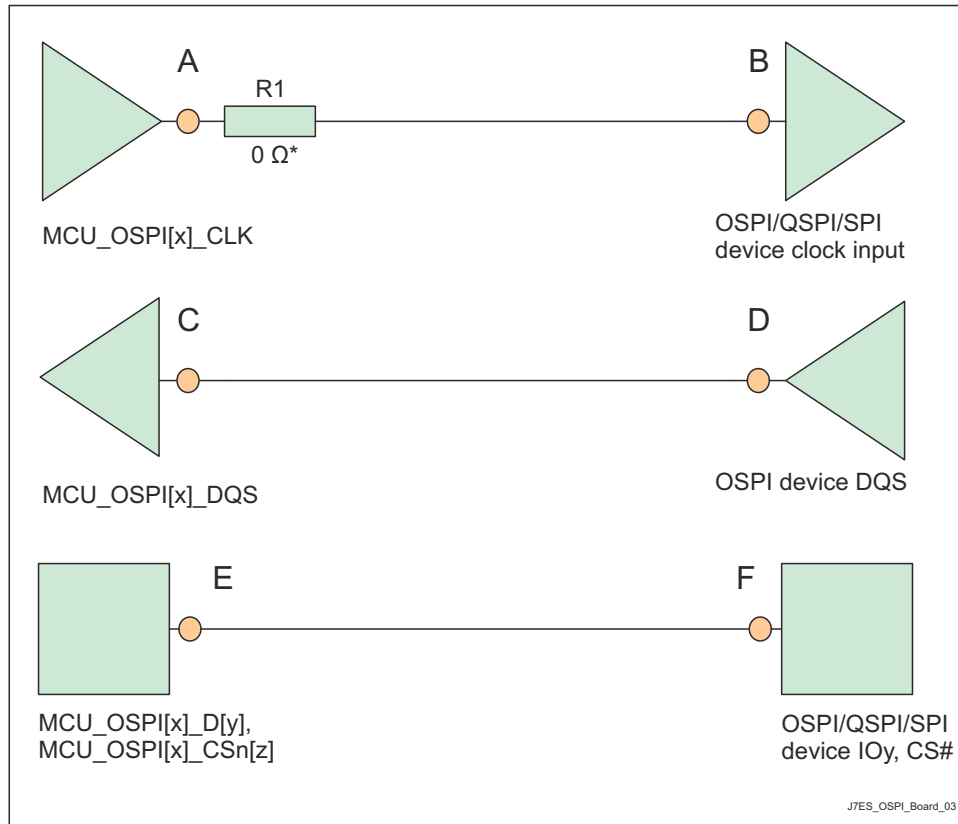 A
B
R1
0 Ω*
MCU_OSPI[x]_CLK
OSPI/QSPI/SPI
device clock input
C
D
MCU_OSPI[x]_DQS
OSPI device DQS
E
F
MCU_OSPI[x]_D[y],
MCU_OSPI[x]_CSn[z]
OSPI/QSPI/SPI
device IOy, CS#
J7ES_OSPI_Board_03